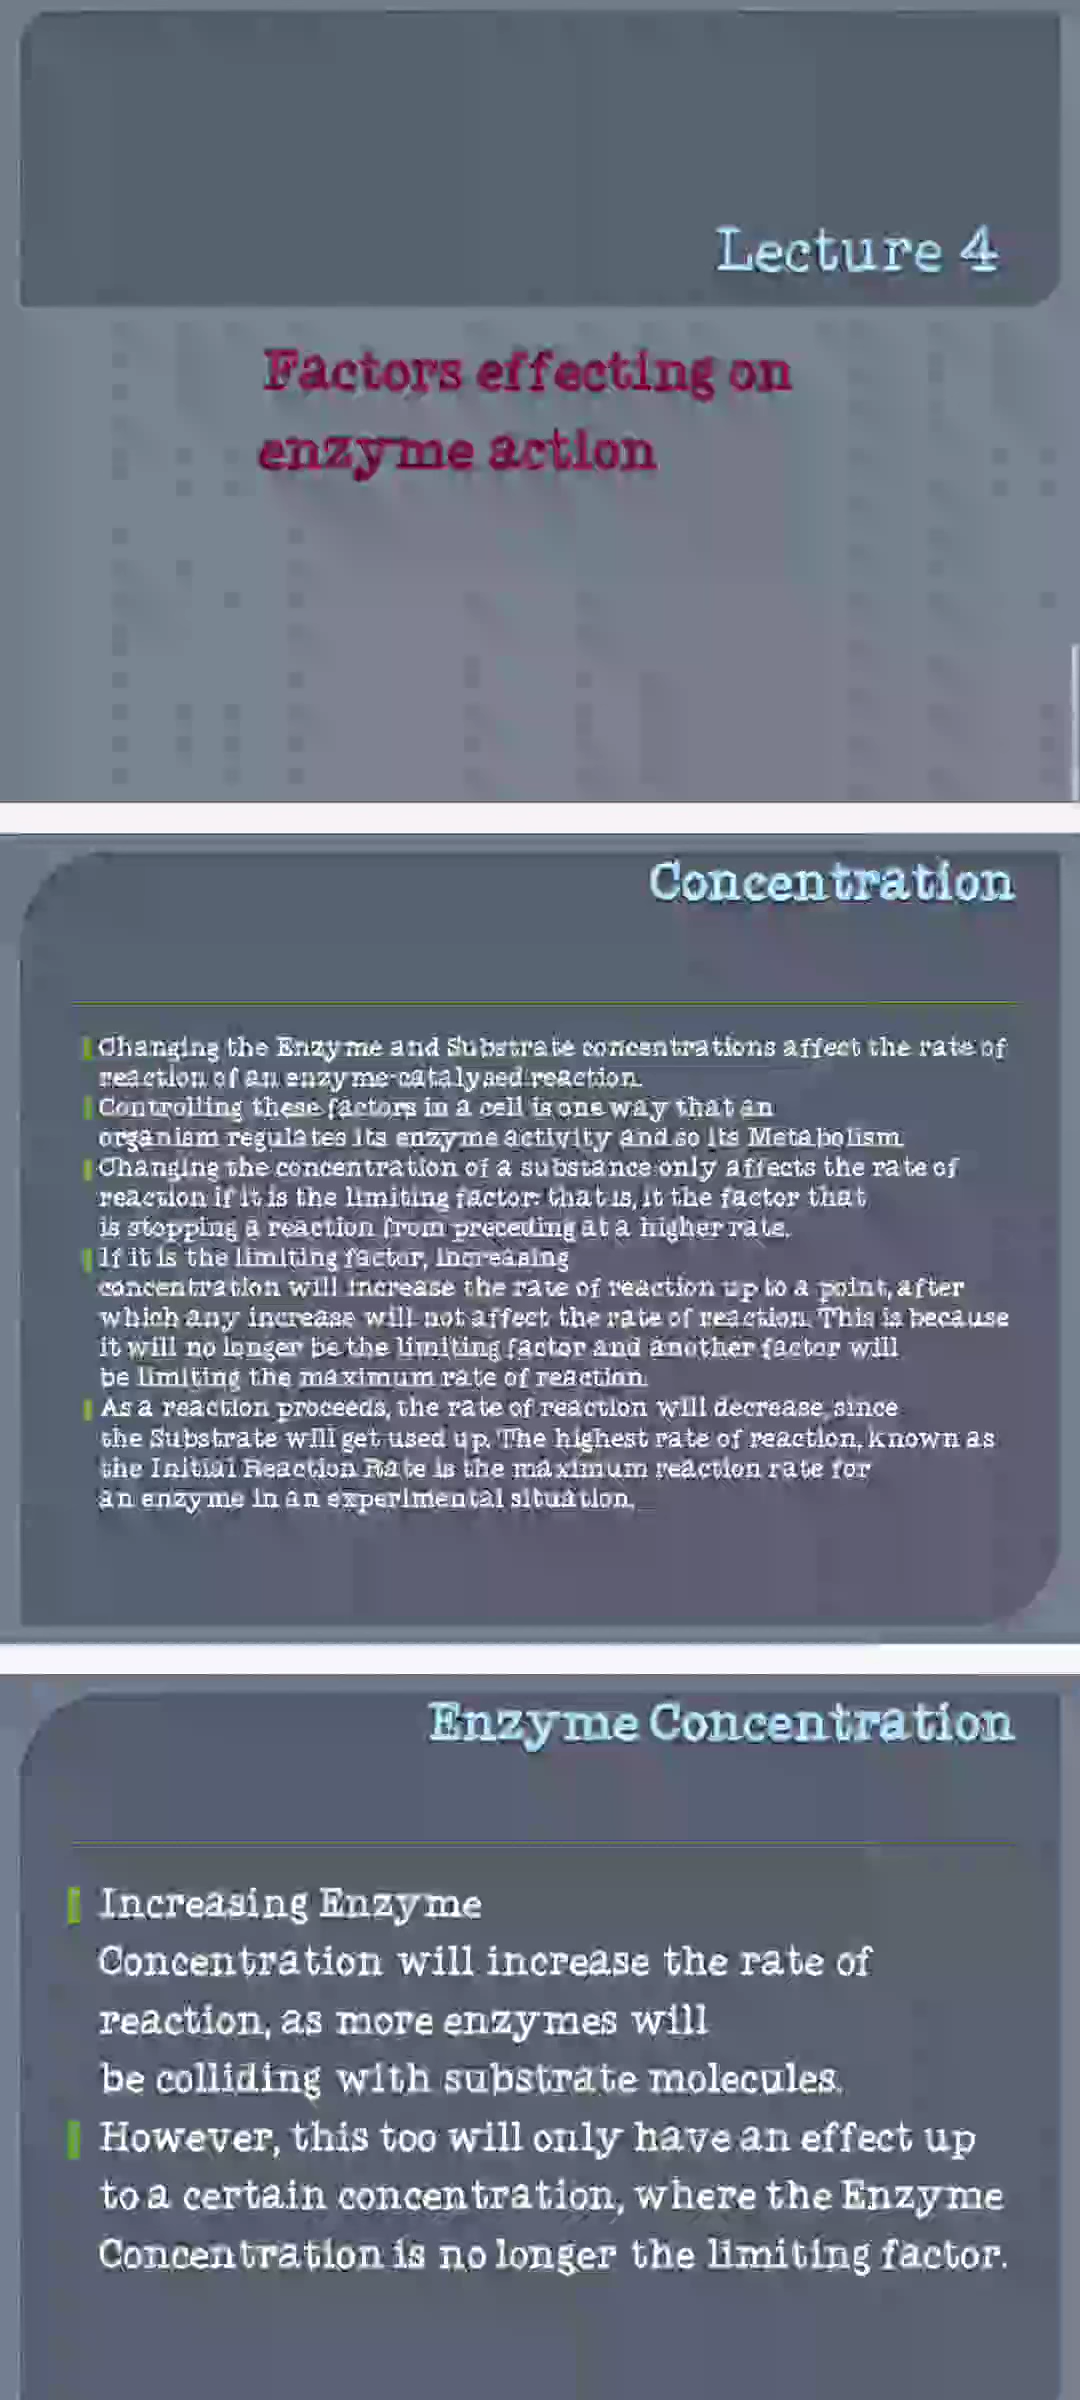 Lecture 4
Factors effecting on
enzyme action
Concentration
Changing the Enzyme and Substrate concentrations affect the rate of
reaction of an enzyme-catalysed reaction.
Controlling these factors in a cell is one way that an
organism regulates its enzyme activity and so its Metabolism.
Changing the concentration of a substance only affects the rate of
reaction if it is the limiting factor: that is, it the factor that
is stopping a reaction from preceding at a higher rate.
If it is the limiting factor, increasing
concentration will increase the rate of reaction up to a point, after
which any increase will not affect the rate of reaction. This is because
it will no longer be the limiting factor and another factor will
be limiting the maximum rate of reaction.
As a reaction proceeds, the rate of reaction will decrease, since
the Substrate will get used up. The highest rate of reaction, known as
the Initial Reaction Rate is the maximum reaction rate for
an enzyme in an experimental situation.
Enzyme Concentration
Increasing Enzyme
Concentration will increase the rate of
reaction, as more enzymes will
be colliding with substrate molecules.
However, this too will only have an effect up
to a certain concentration, where the Enzyme
Concentration is no longer the limiting factor.